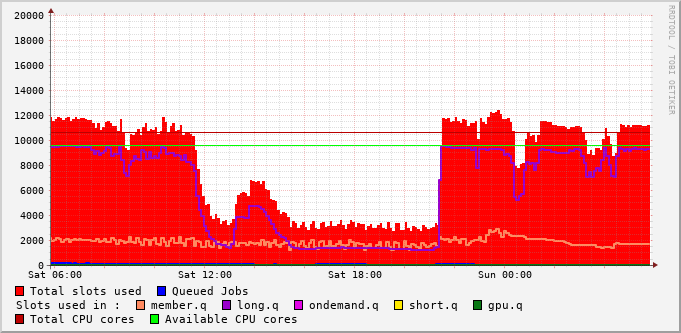 RRDTOOL / TOBI OETIKER
20000
18000
16000
14000
12000
10000
8000
6000
4000
2000
0
Sat 06:00 Sat 12:00 Sat 18:00 Sun 00:00
Total slots used Queued Jobs
Slots used in : member.q long.q ondemand.q short.q gpu.q
Total CPU cores Available CPU cores